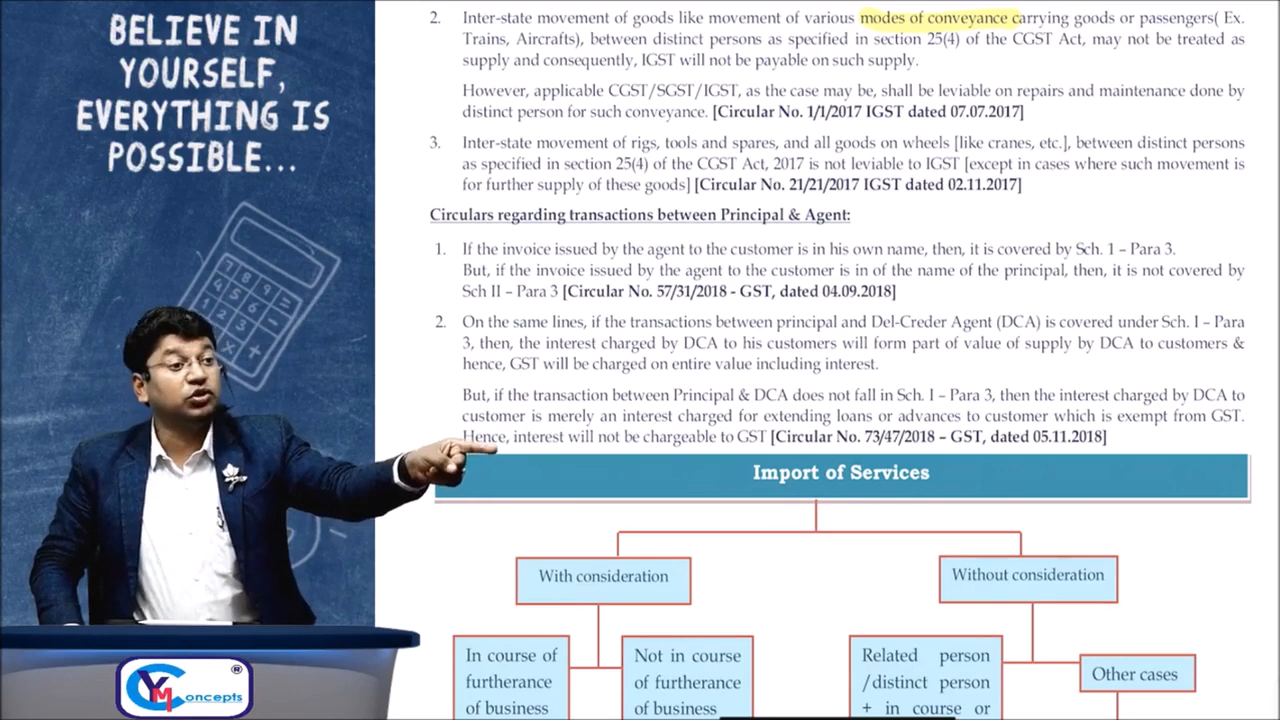 BELIEVE IN
YOURSELF,
EVERYTHING IS
POSSIBLE...
7 8 9 =
4 5 6 -
1 2 3
0 X +
CYM Concepts ®
2. Inter-state movement of goods like movement of various modes of conveyance carrying goods or passengers( Ex.
Trains, Aircrafts), between distinct persons as specified in section 25(4) of the CGST Act, may not be treated as
supply and consequently, IGST will not be payable on such supply.
However, applicable CGST/SGST/IGST, as the case may be, shall be leviable on repairs and maintenance done by
distinct person for such conveyance. [Circular No. 1/1/2017 IGST dated 07.07.2017]
3. Inter-state movement of rigs, tools and spares, and all goods on wheels [like cranes, etc.], between distinct persons
as specified in section 25(4) of the CGST Act, 2017 is not leviable to IGST [except in cases where such movement is
for further supply of these goods] [Circular No. 21/21/2017 IGST dated 02.11.2017]
Circulars regarding transactions between Principal & Agent:
1. If the invoice issued by the agent to the customer is in his own name, then, it is covered by Sch. 1 – Para 3.
But, if the invoice issued by the agent to the customer is in of the name of the principal, then, it is not covered by
Sch II – Para 3 [Circular No. 57/31/2018 - GST, dated 04.09.2018]
2. On the same lines, if the transactions between principal and Del-Creder Agent (DCA) is covered under Sch. I – Para
3, then, the interest charged by DCA to his customers will form part of value of supply by DCA to customers &
hence, GST will be charged on entire value including interest.
But, if the transaction between Principal & DCA does not fall in Sch. I – Para 3, then the interest charged by DCA to
customer is merely an interest charged for extending loans or advances to customer which is exempt from GST.
Hence, interest will not be chargeable to GST [Circular No. 73/47/2018 – GST, dated 05.11.2018]
Import of Services
With consideration
Without consideration
In course of
furtherance
of business
Not in course
of furtherance
of business
Related person
/distinct person
+ in course or
Other cases